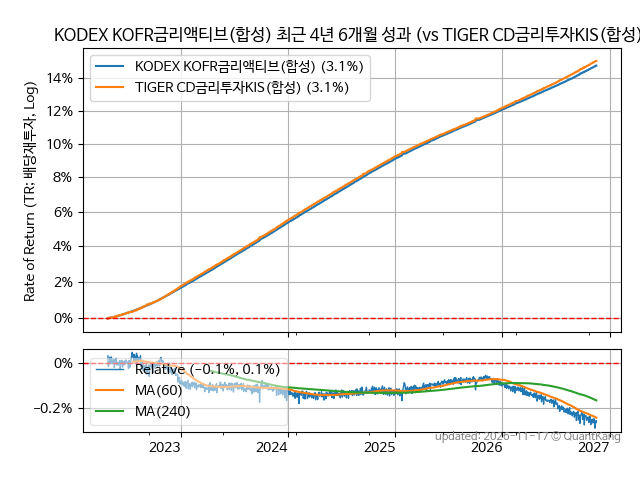 KODEX KOFR금리액티브(합성) 최근 4년 6개월 성과 (vs TIGER CD금리투자KIS(합성)
KODEX KOFR금리액티브(합성) (3.1%)
TIGER CD금리투자KIS(합성) (3.1%)
Rate of Return (TR; 배당재투자, Log)
14%
12%
10%
8%
6%
4%
2%
0%
0%
−0.2%
Relative (−0.1%, 0.1%)
MA(60)
MA(240)
updated: 2026-11-17 © QuantKang
2023 2024 2025 2026 2027